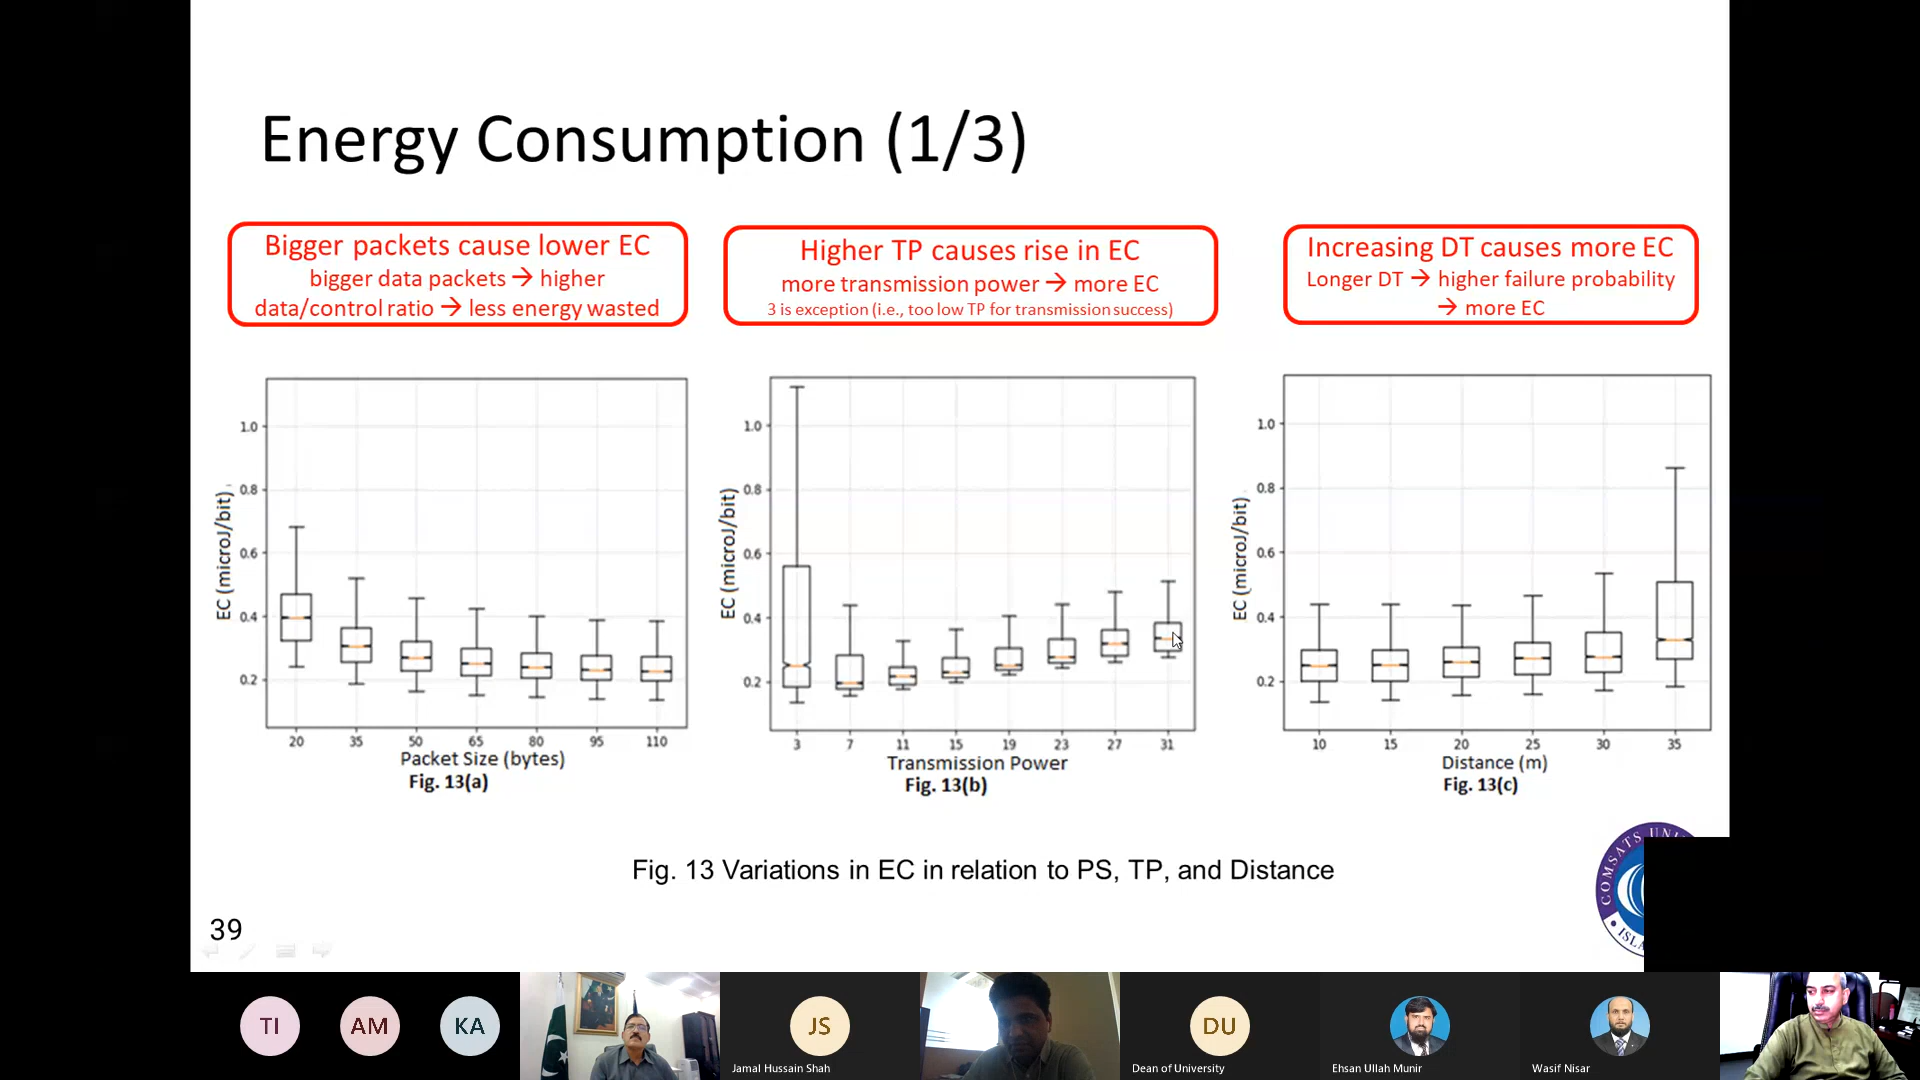 Energy Consumption (1/3)
Bigger packets cause lower EC
bigger data packets → higher
data/control ratio → less energy wasted
Higher TP causes rise in EC
more transmission power → more EC
3 is exception (i.e., too low TP for transmission success)
Increasing DT causes more EC
Longer DT → higher failure probability
→ more EC
EC (microJ/bit)
1.0
0.8
0.6
0.4
0.2
20 35 50 65 80 95 110
Packet Size (bytes)
Fig. 13(a)
EC (microJ/bit)
1.0
0.8
0.6
0.4
0.2
3 7 11 15 19 23 27 31
Transmission Power
Fig. 13(b)
EC (microJ/bit)
1.0
0.8
0.6
0.4
0.2
10 15 20 25 30 35
Distance (m)
Fig. 13(c)
Fig. 13 Variations in EC in relation to PS, TP, and Distance
COMSATS UNI
ISL
39
TI
AM
KA
JS
Jamal Hussain Shah
DU
Dean of University
Ehsan Ullah Munir
Wasif Nisar